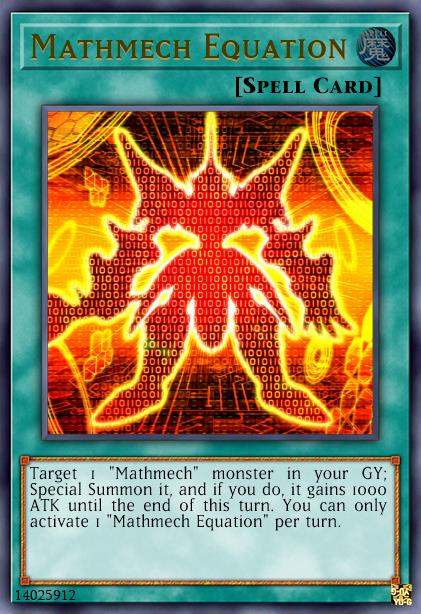 Mathmech Equation 魔
[Spell Card]
Target 1 "Mathmech" monster in your GY;
Special Summon it, and if you do, it gains 1000
ATK until the end of this turn. You can only
activate 1 "Mathmech Equation" per turn.
14025912